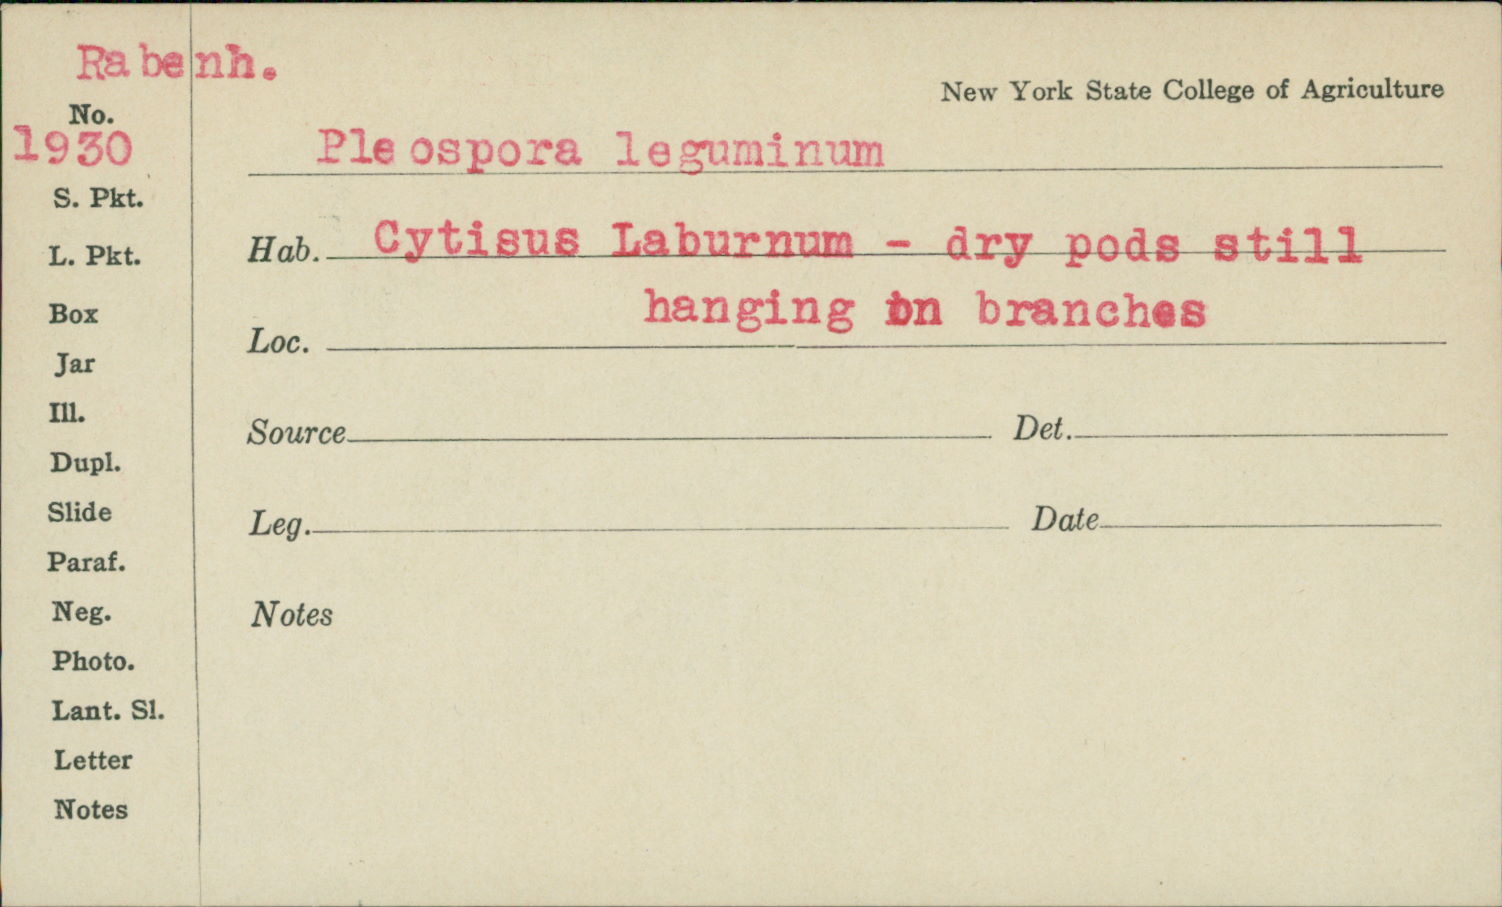 Rabenh.
New York State College of Agriculture
No.
1930
Pleospora leguminum
S. Pkt.
Hab. Cytisus Laburnum - dry pods still
L. Pkt.
hanging on branches
Box
Loc.
Jar
Ill.
Source Det.
Dupl.
Slide
Leg. Date
Paraf.
Neg.
Notes
Photo.
Lant. Sl.
Letter
Notes